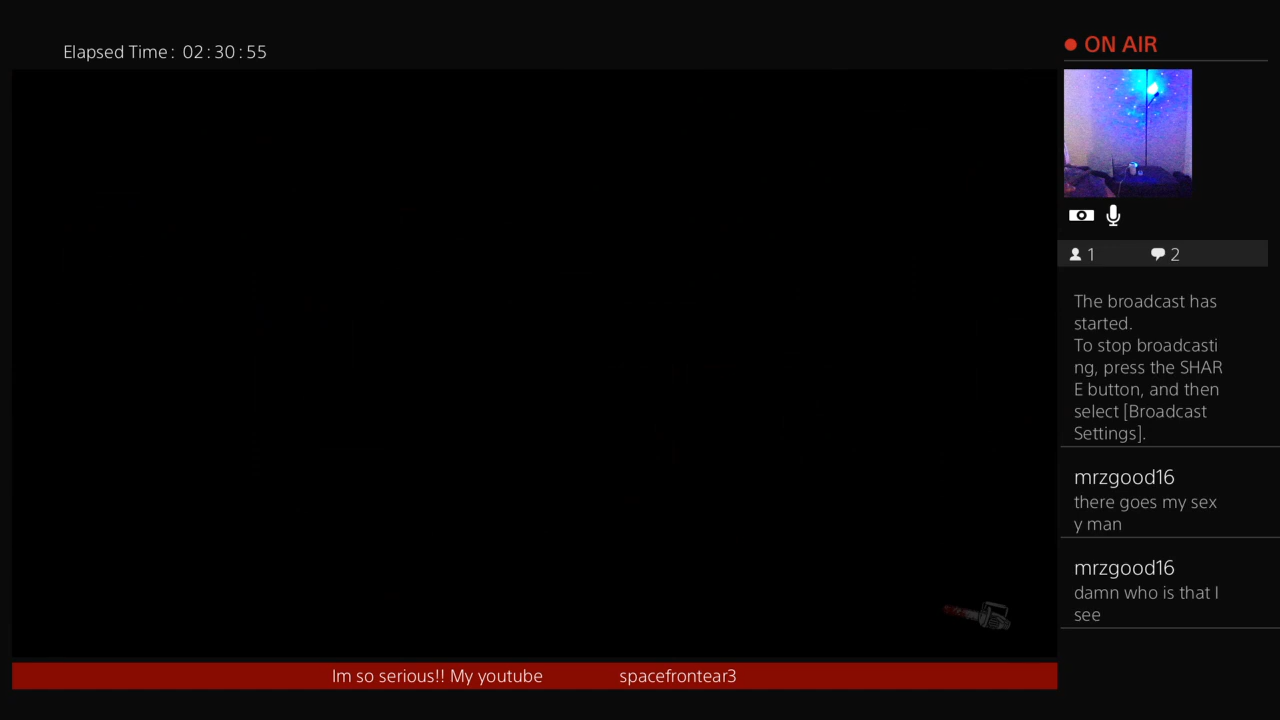 Elapsed Time: 02:30:55
ON AIR
1 2
The broadcast has
started.
To stop broadcasti
ng, press the SHAR
E button, and then
select [Broadcast
Settings].
mrzgood16
there goes my sex
y man
mrzgood16
damn who is that I
see
Im so serious!! My youtube spacefrontear3